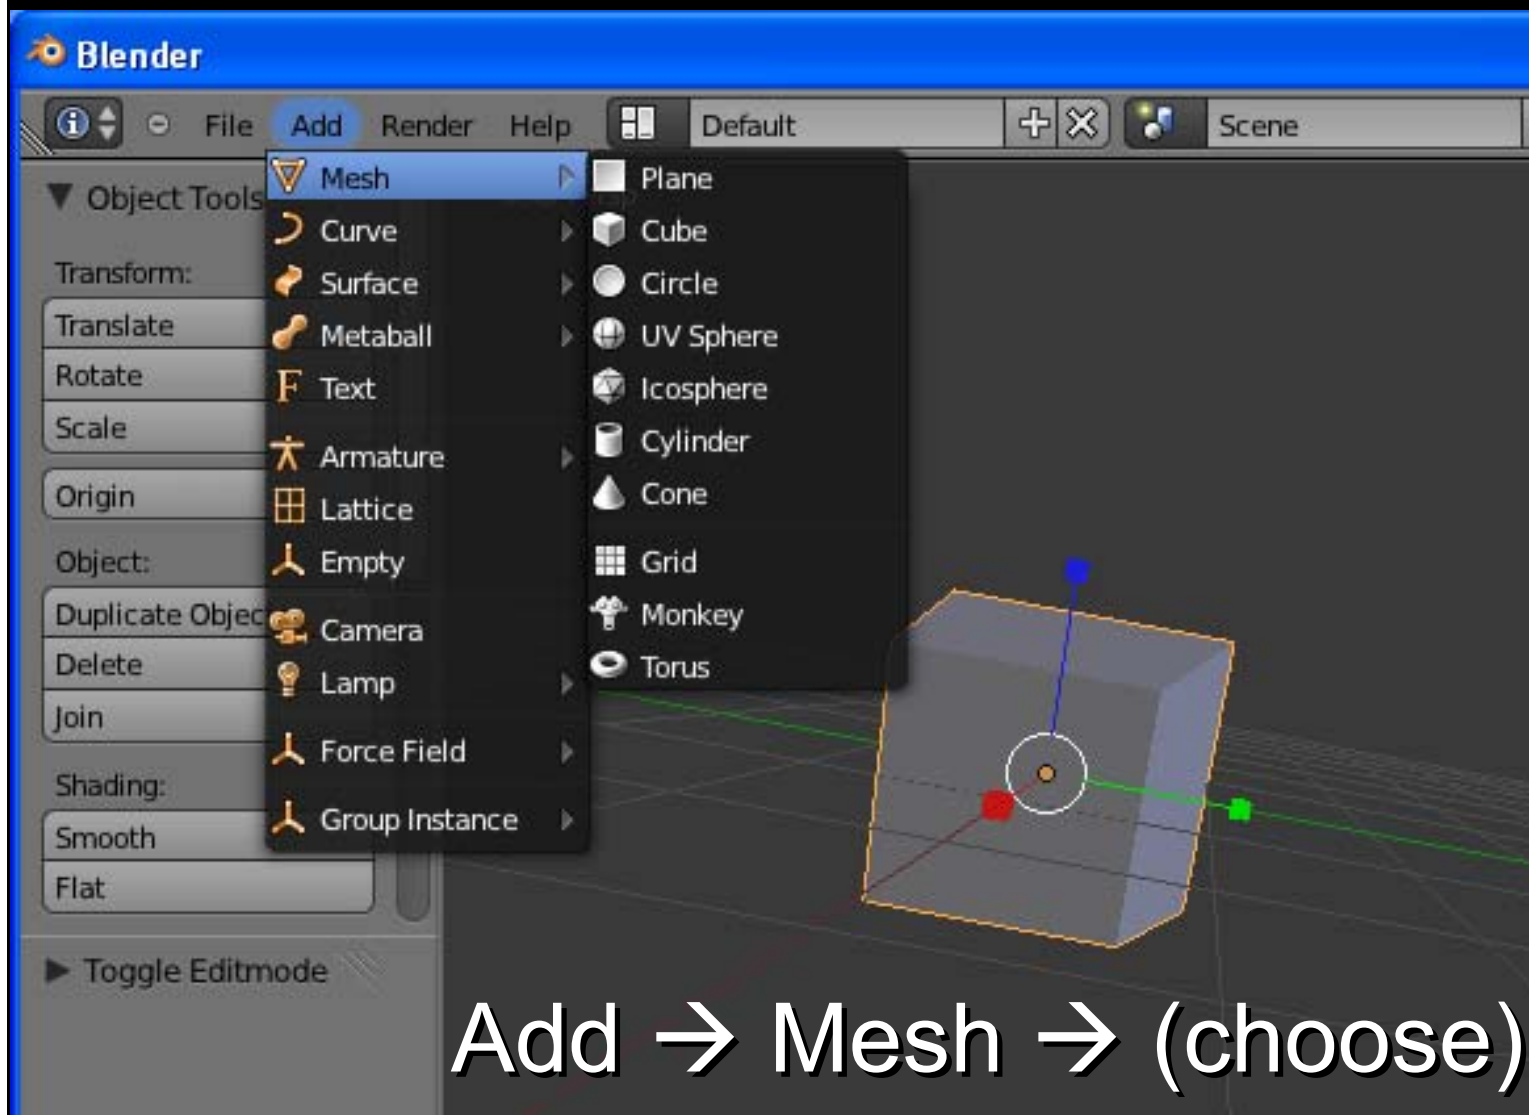 Blender
File Add Render Help Default Scene
Object Tools
Transform:
Translate
Rotate
Scale
Origin
Object:
Duplicate Objec
Delete
Join
Shading:
Smooth
Flat
Toggle Editmode
Mesh
Curve
Surface
Metaball
Text
Armature
Lattice
Empty
Camera
Lamp
Force Field
Group Instance
Plane
Cube
Circle
UV Sphere
Icosphere
Cylinder
Cone
Grid
Monkey
Torus
Add → Mesh → (choose)